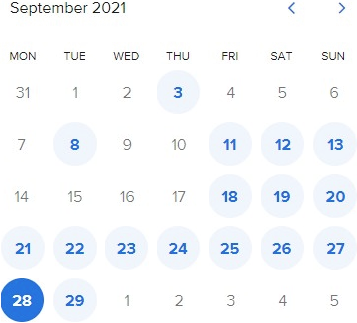 September 2021
MON TUE WED THU FRI SAT SUN
31 1 2 3 4 5 6
7 8 9 10 11 12 13
14 15 16 17 18 19 20
21 22 23 24 25 26 27
28 29 1 2 3 4 5